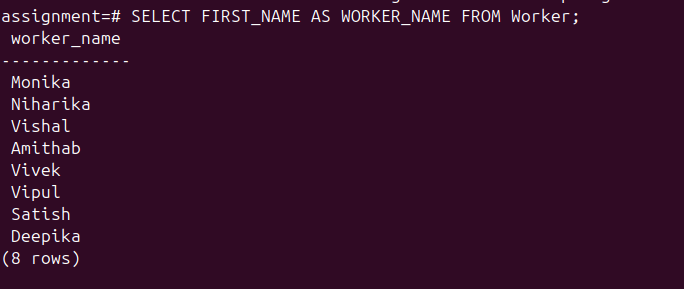 assignment=# SELECT FIRST_NAME AS WORKER_NAME FROM Worker;
worker_name
-------------
Monika
Niharika
Vishal
Amithab
Vivek
Vipul
Satish
Deepika
(8 rows)